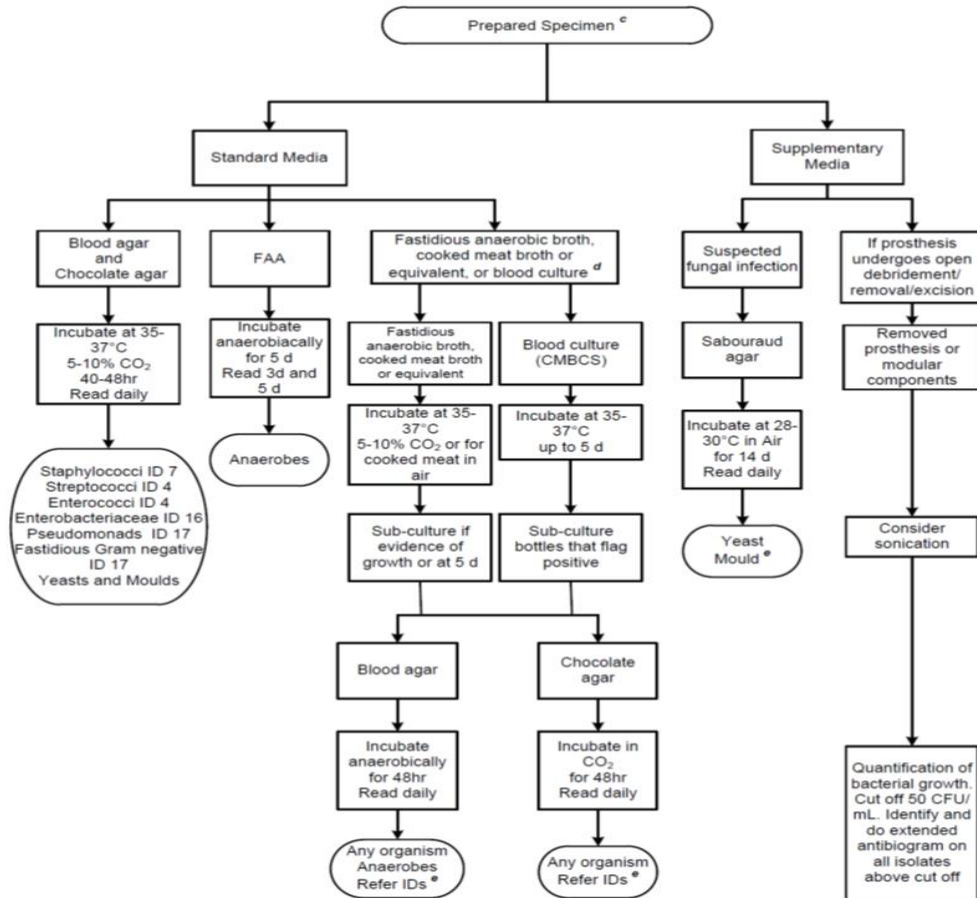 Prepared Specimen c
Standard Media
Supplementary
Media
Blood agar
and
Chocolate agar
FAA
Fastidious anaerobic broth,
cooked meat broth or
equivalent, or blood culture d
Suspected
fungal infection
If prosthesis
undergoes open
debridement/
removal/excision
Incubate at 35-
37°C
5-10% CO₂
40-48hr
Read daily
Incubate
anaerobiacally
for 5 d
Read 3d and
5 d
Fastidious
anaerobic broth,
cooked meat broth
or equivalent
Blood culture
(CMBCS)
Sabouraud
agar
Removed
prosthesis or
modular
components
Staphylococci ID 7
Streptococci ID 4
Enterococci ID 4
Enterobacteriaceae ID 16
Pseudomonads ID 17
Fastidious Gram negative
ID 17
Yeasts and Moulds
Anaerobes
Incubate at 35-
37°C
5-10% CO₂ or for
cooked meat in
air
Incubate at 35-
37°C
up to 5 d
Incubate at 28-
30°C in Air
for 14 d
Read daily
Sub-culture if
evidence of
growth or at 5 d
Sub-culture
bottles that flag
positive
Yeast
Mould e
Consider
sonication
Blood agar
Chocolate
agar
Incubate
anaerobically
for 48hr
Read daily
Incubate in
CO₂
for 48hr
Read daily
Quantification of
bacterial growth.
Cut off 50 CFU/
mL. Identify and
do extended
antibiogram on
all isolates
above cut off
Any organism
Anaerobes
Refer IDs e
Any organism
Refer IDs e